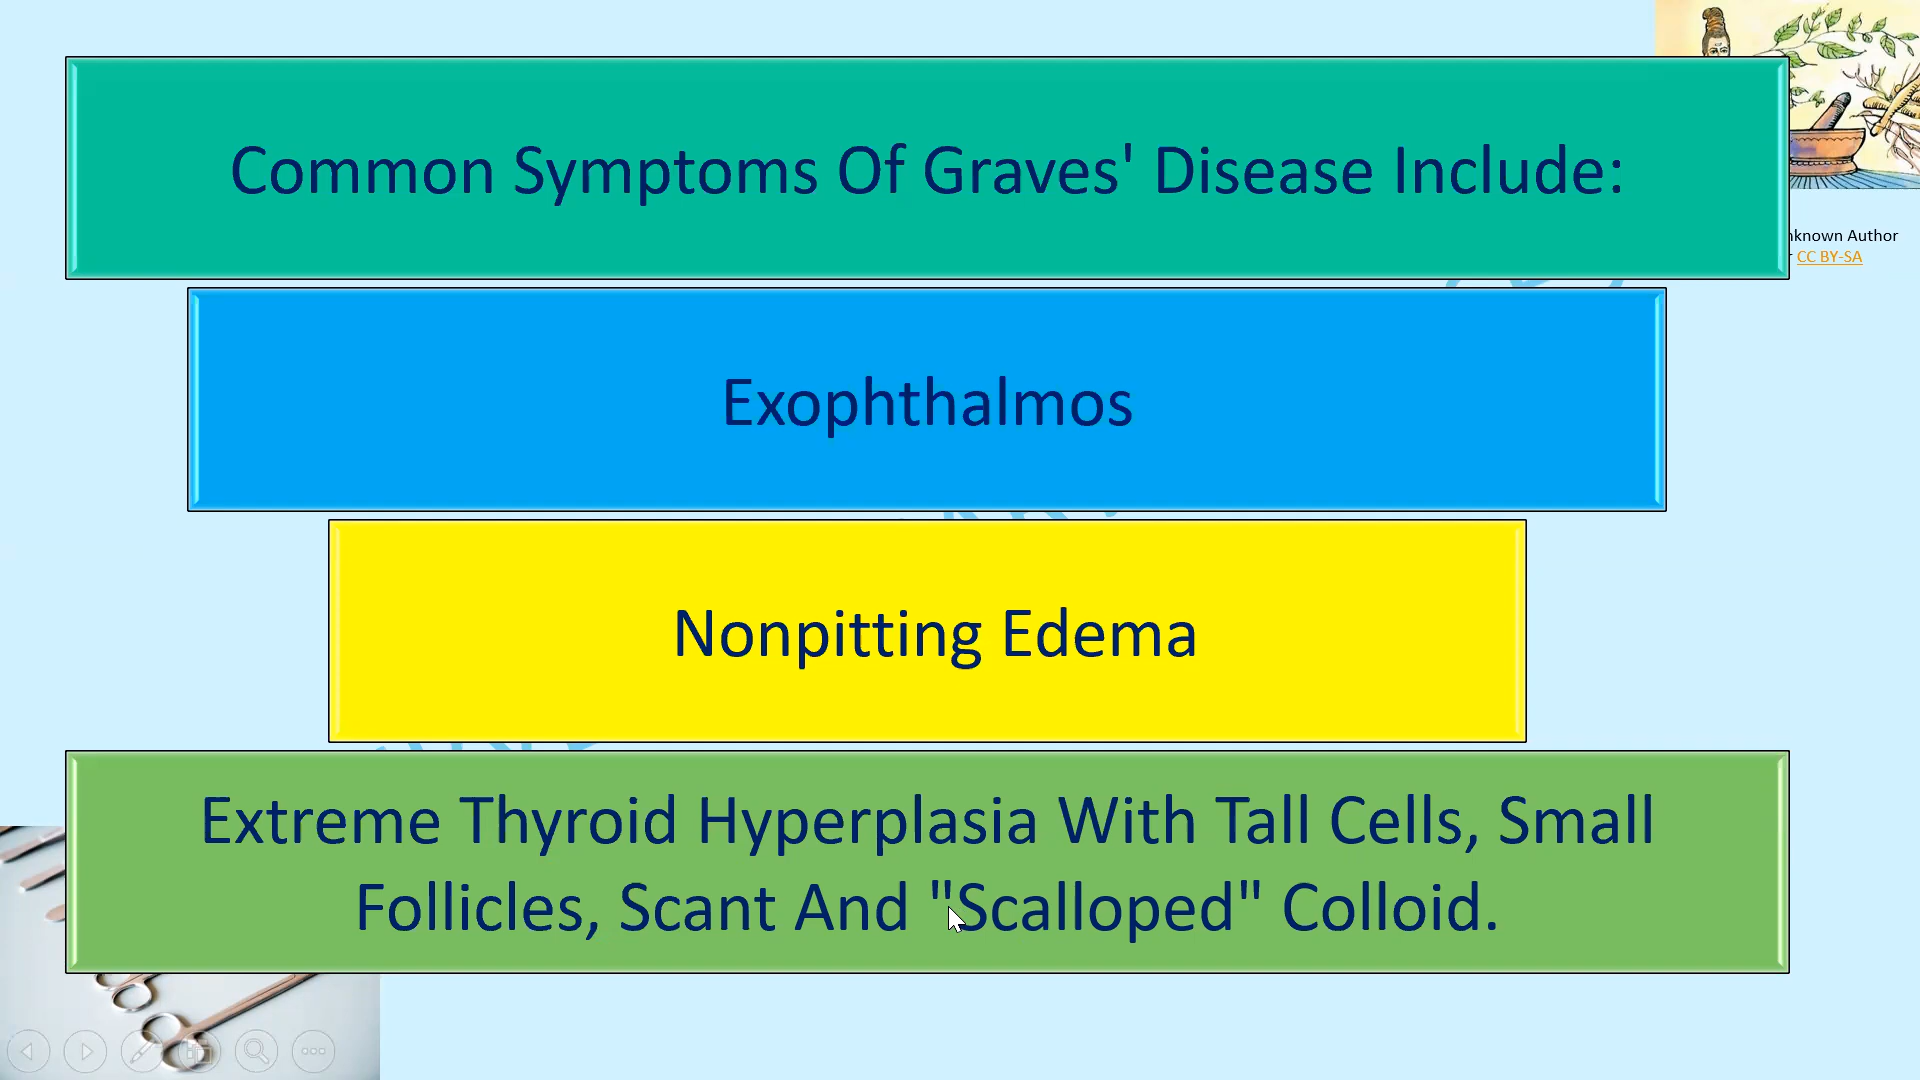 Common Symptoms Of Graves' Disease Include:
nknown Author
CC BY-SA
Exophthalmos
Nonpitting Edema
Extreme Thyroid Hyperplasia With Tall Cells, Small
Follicles, Scant And "Scalloped" Colloid.